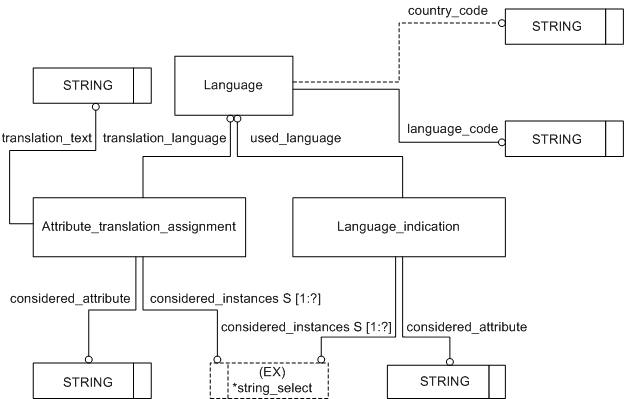 country_code
STRING
STRING
Language
translation_text
translation_language
used_language
language_code
STRING
Attribute_translation_assignment
Language_indication
considered_attribute
considered_instances S [1:?]
considered_instances S [1:?]
considered_attribute
STRING
(EX)
*string_select
STRING